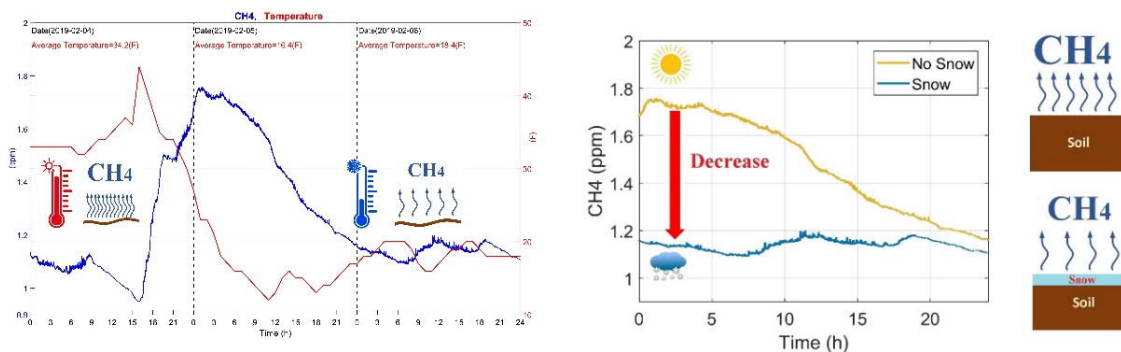 CH4, Temperature
Date(2019-02-04)
Average Temperature=34.2(F)
Date(2019-02-05)
Average Temperature=16.4(F)
Date(2019-02-06)
Average Temperature=18.4(F)
2
1.8
1.6
1.4
1.2
1
0.9
(ppm)
50
40
30
20
10
(F)
CH4
CH4
0 3 6 9 12 15 18 21 0 3 6 9 12 15 18 21 0 3 6 9 12 15 18 21 24
Time (h)
2
1.8
1.6
1.4
1.2
1
CH4 (ppm)
No Snow
Snow
Decrease
0 5 10 15 20
Time (h)
CH4
Soil
CH4
Snow
Soil